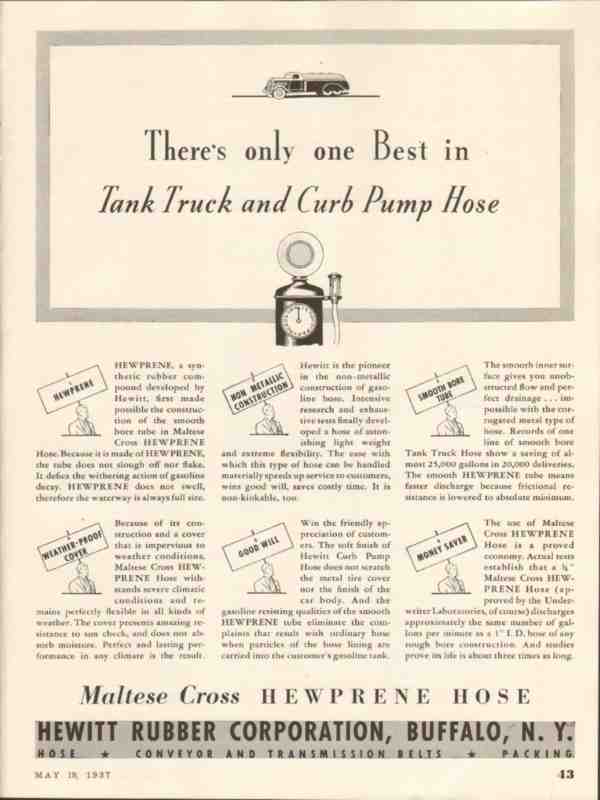 There's only one Best in
Tank Truck and Curb Pump Hose
HEWPRENE
HEWPRENE, a syn-
thetic rubber com-
pound developed by
Hewitt, first made
possible the construc-
tion of the smooth
bore tube in Maltese
Cross HEWPRENE
Hose. Because it is made of HEWPRENE,
the tube does not slough off nor flake.
It defies the withering action of gasoline
decay. HEWPRENE does not swell,
therefore the waterway is always full size.
NON METALLIC
CONSTRUCTION
Hewitt is the pioneer
in the non-metallic
construction of gaso-
line hose. Intensive
research and exhaus-
tive tests finally devel-
oped a hose of aston-
ishing light weight
and extreme flexibility. The ease with
which this type of hose can be handled
materially speeds up service to customers,
wins good will, saves costly time. It is
non-kinkable, too.
SMOOTH BORE
TUBE
The smooth inner sur-
face gives you unob-
structed flow and per-
fect drainage . . . im-
possible with the cor-
rugated metal type of
hose. Records of one
line of smooth bore
Tank Truck Hose show a saving of al-
most 25,000 gallons in 20,000 deliveries.
The smooth HEWPRENE tube means
faster discharge because frictional re-
sistance is lowered to absolute minimum.
WEATHER-PROOF
COVER
Because of its con-
struction and a cover
that is impervious to
weather conditions,
Maltese Cross HEW-
PRENE Hose with-
stands severe climatic
conditions and re-
mains perfectly flexible in all kinds of
weather. The cover presents amazing re-
sistance to sun check, and does not ab-
sorb moisture. Perfect and lasting per-
formance in any climate is the result.
GOOD WILL
Win the friendly ap-
preciation of custom-
ers. The soft finish of
Hewitt Curb Pump
Hose does not scratch
the metal tire cover
nor the finish of the
car body. And the
gasoline resisting qualities of the smooth
HEWPRENE tube eliminate the com-
plaints that result with ordinary hose
when particles of the hose lining are
carried into the customer's gasoline tank.
MONEY SAVER
The use of Maltese
Cross HEWPRENE
Hose is a proved
economy. Actual tests
establish that a ¾"
Maltese Cross HEW-
PRENE Hose (ap-
proved by the Under-
writer Laboratories, of course) discharges
approximately the same number of gal-
lons per minute as a 1" I. D. hose of any
rough bore construction. And studies
prove its life is about three times as long.
Maltese Cross HEWPRENE HOSE
HEWITT RUBBER CORPORATION, BUFFALO, N. Y.
HOSE ★ CONVEYOR AND TRANSMISSION BELTS ★ PACKING
MAY 19, 1937 43